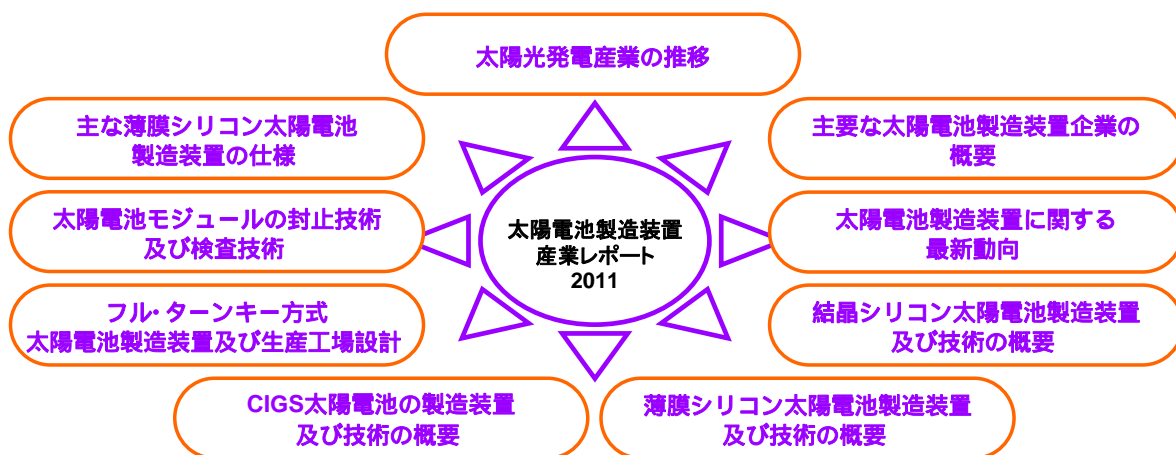 太陽光発電産業の推移
主な薄膜シリコン太陽電池
製造装置の仕様
主要な太陽電池製造装置企業の
概要
太陽電池モジュールの封止技術
及び検査技術
太陽電池製造装置
産業レポート
2011
太陽電池製造装置に関する
最新動向
フル・ターンキー方式
太陽電池製造装置及び生産工場設計
結晶シリコン太陽電池製造装置
及び技術の概要
CIGS太陽電池の製造装置
及び技術の概要
薄膜シリコン太陽電池製造装置
及び技術の概要